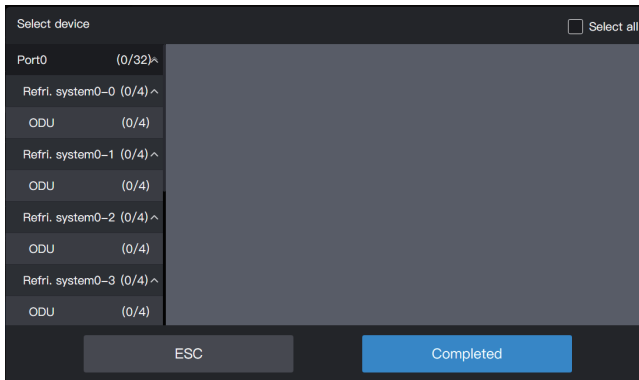 Select device
Select all
Port0 (0/32)
Refri. system0-0 (0/4)
ODU (0/4)
Refri. system0-1 (0/4)
ODU (0/4)
Refri. system0-2 (0/4)
ODU (0/4)
Refri. system0-3 (0/4)
ODU (0/4)
ESC
Completed